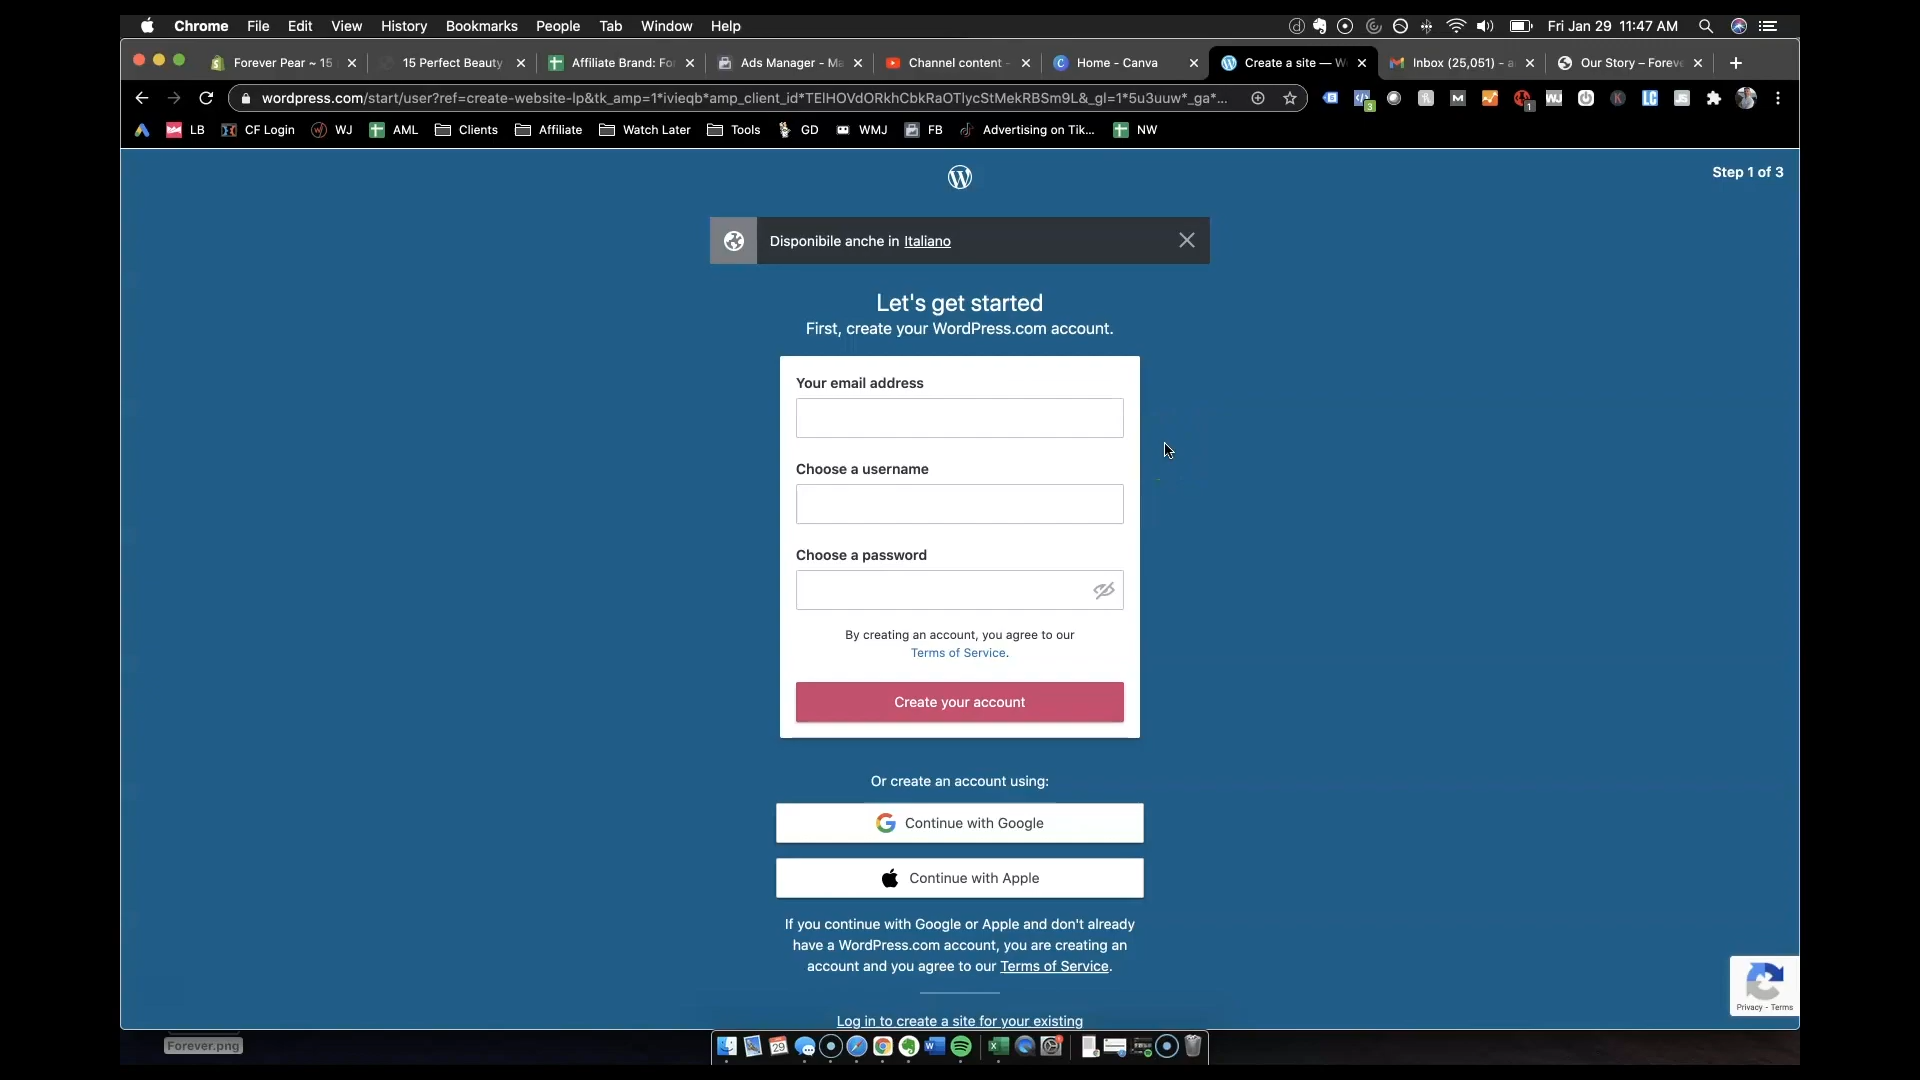 Chrome File Edit View History Bookmarks People Tab Window Help Fri Jan 29 11:47 AM
Forever Pear ~ 15 15 Perfect Beauty Affiliate Brand: Fo Ads Manager - Ma Channel content - Home - Canva Create a site — W Inbox (25,051) - a Our Story – Foreve
wordpress.com/start/user?ref=create-website-lp&tk_amp=1*ivieqb*amp_client_id*TElHOVdORkhCbkRaOTlycStMekRBSm9L&_gl=1*5u3uuw*_ga*...
LB CF Login WJ AML Clients Affiliate Watch Later Tools GD WMJ FB Advertising on Tik... NW
Step 1 of 3
Disponibile anche in Italiano
Let's get started
First, create your WordPress.com account.
Your email address
Choose a username
Choose a password
By creating an account, you agree to our
Terms of Service.
Create your account
Or create an account using:
Continue with Google
Continue with Apple
If you continue with Google or Apple and don't already
have a WordPress.com account, you are creating an
account and you agree to our Terms of Service.
Privacy - Terms
Log in to create a site for your existing
Forever.png